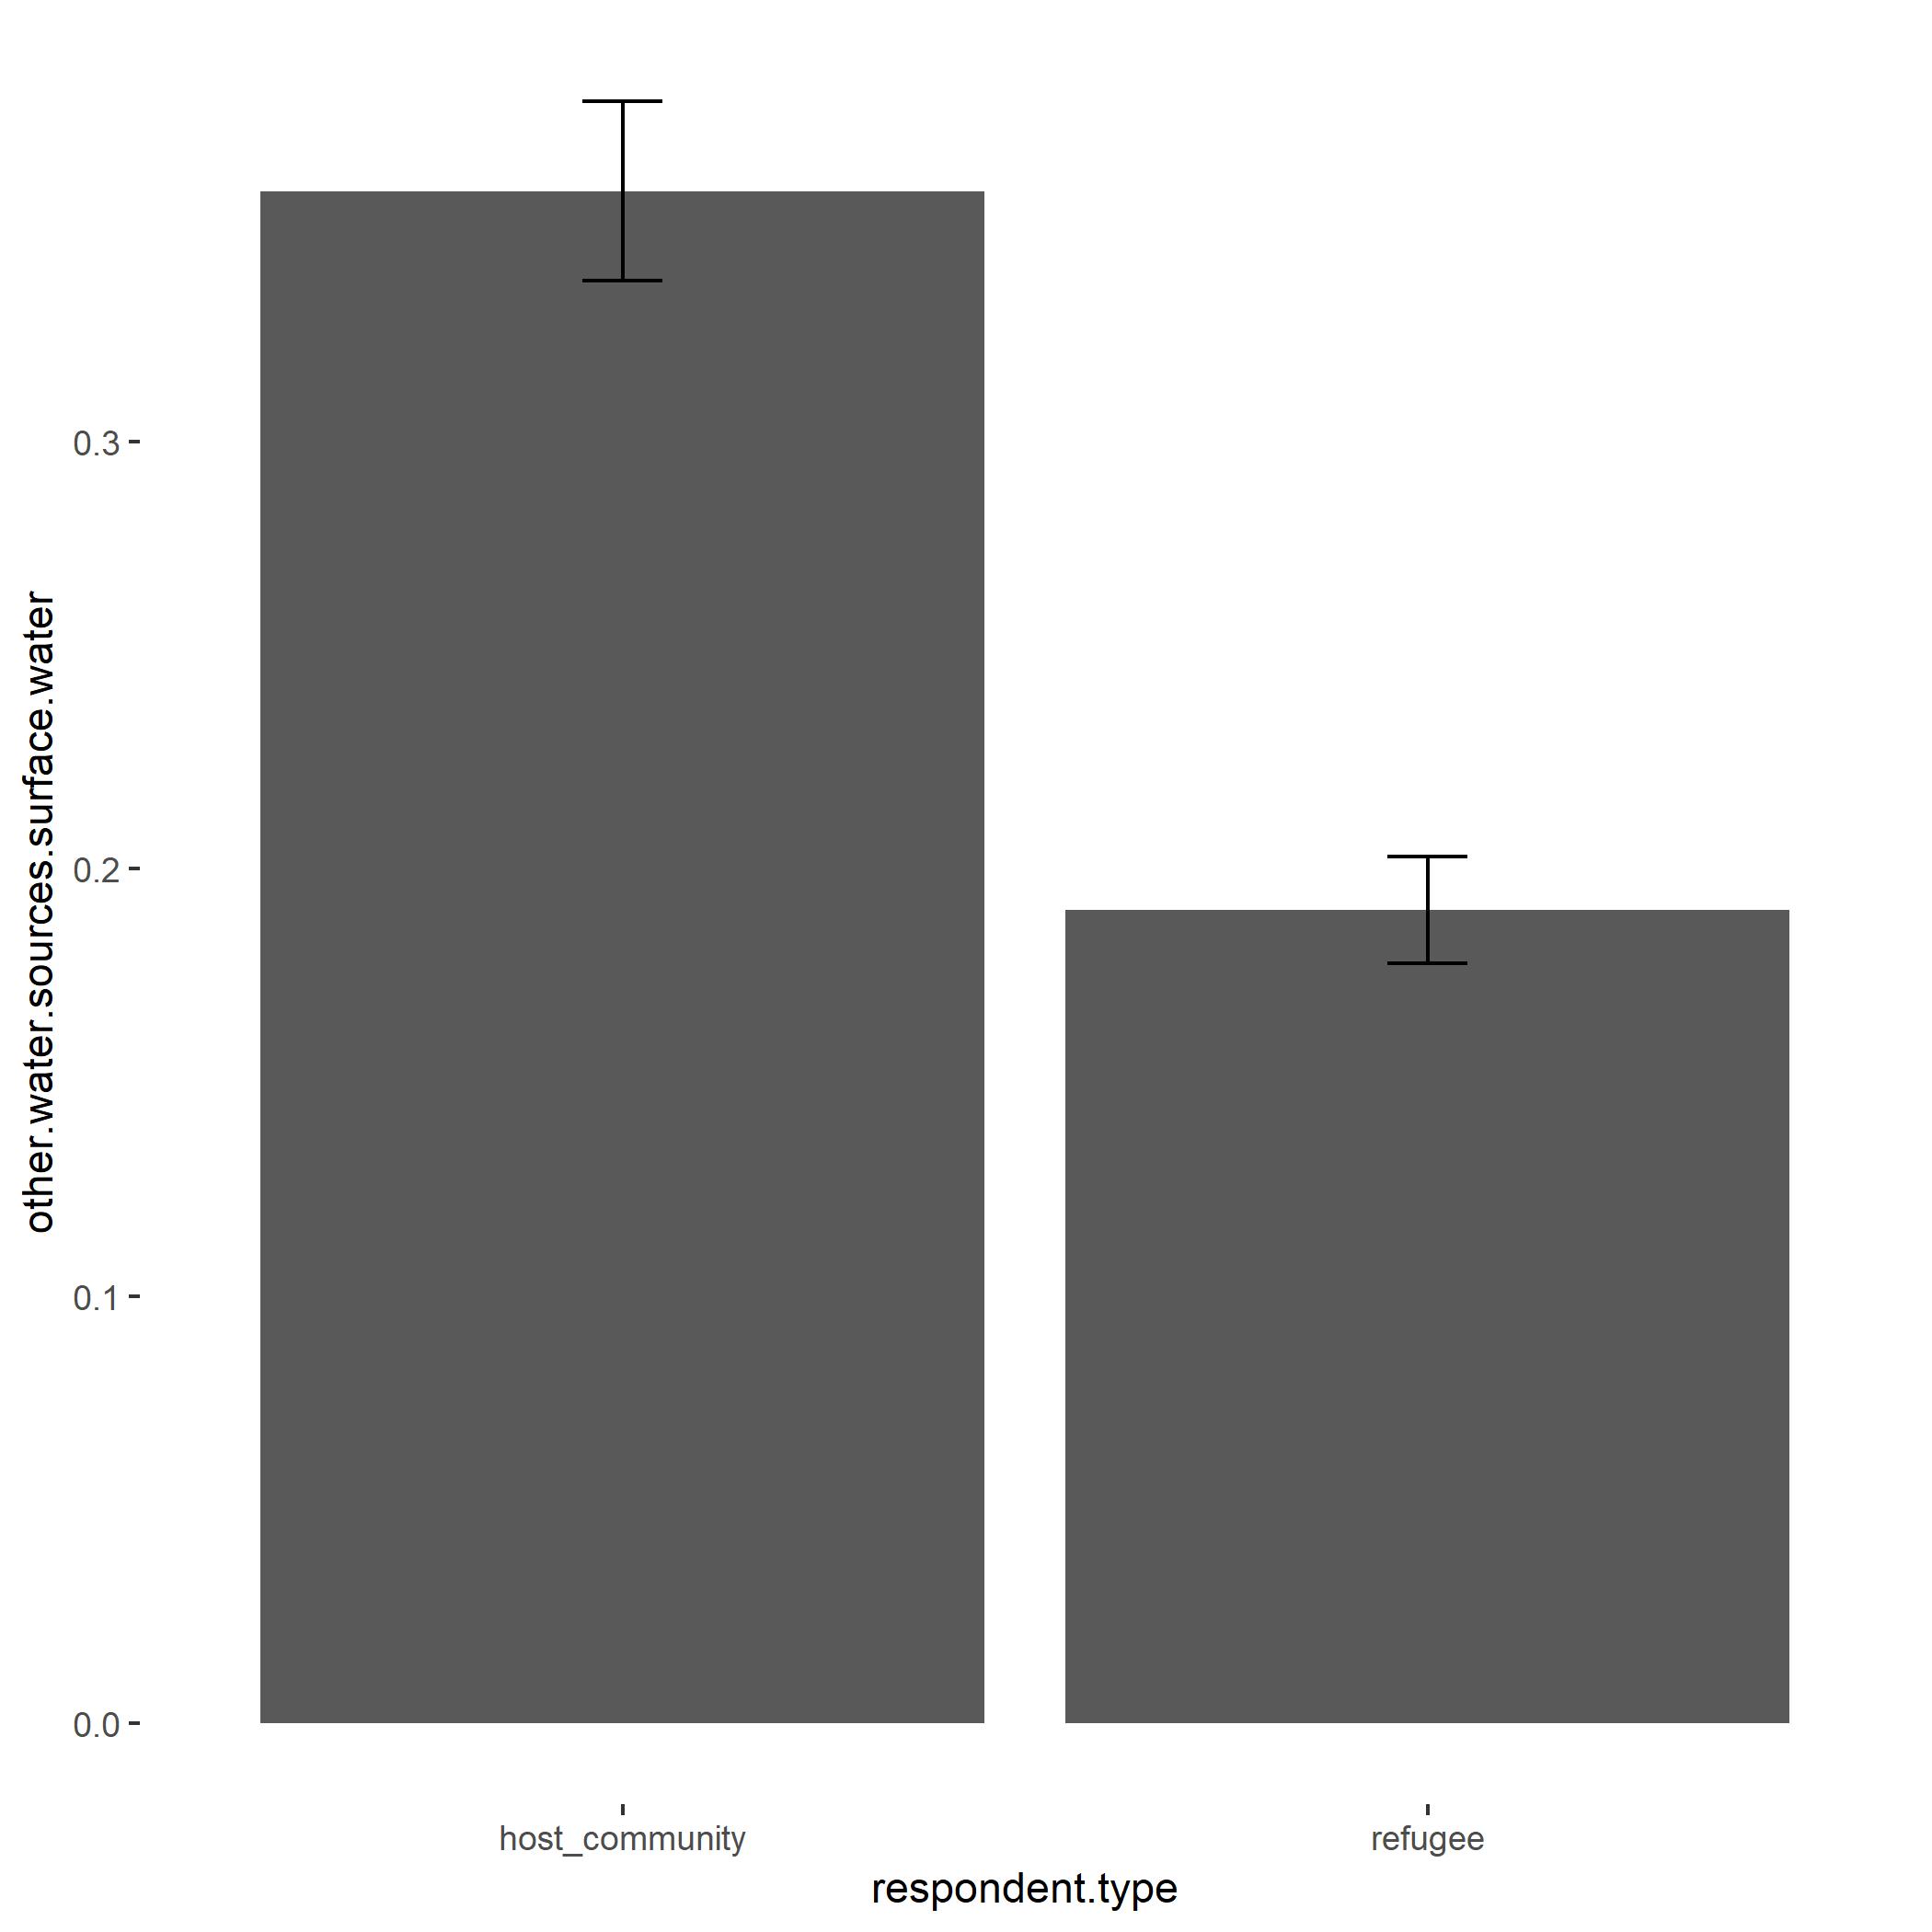 other.water.sources.surface.water
0.3
0.2
0.1
0.0
host_community
refugee
respondent.type